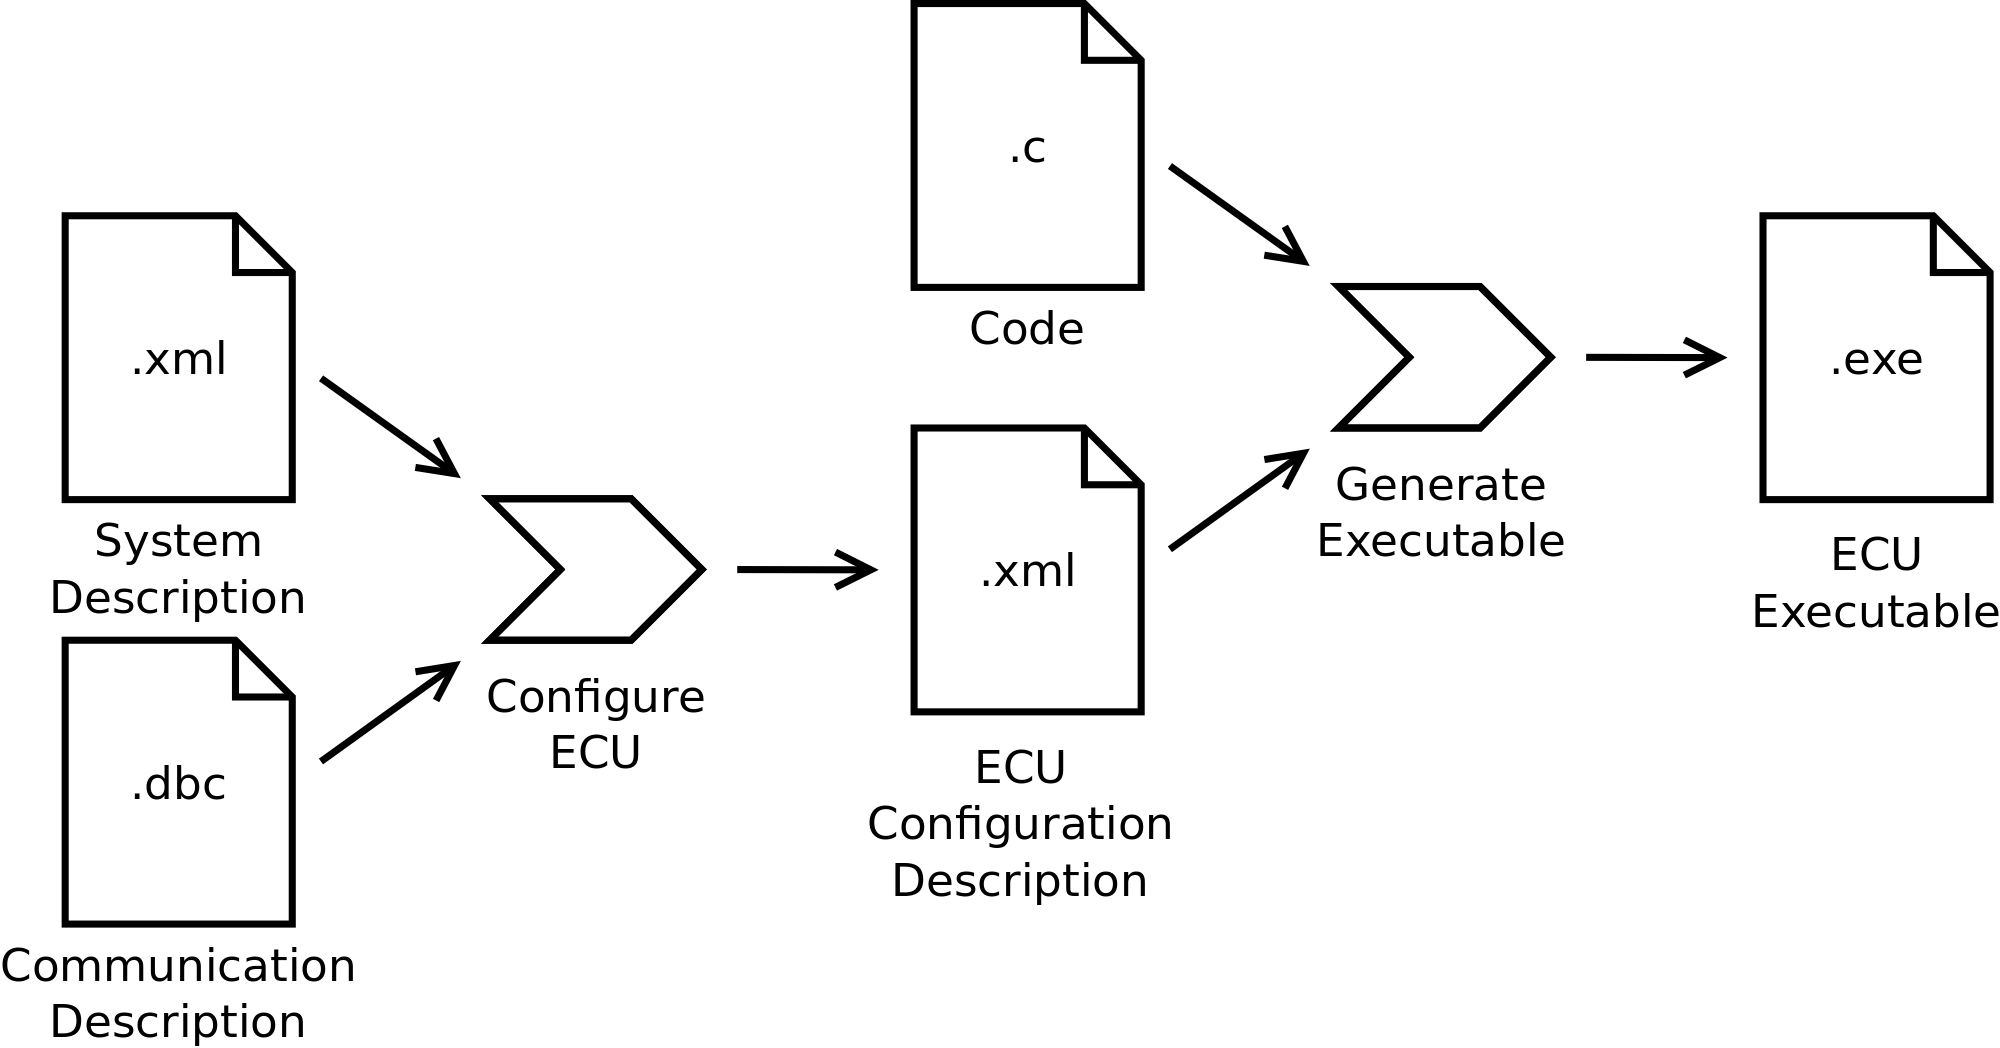 .xml
System
Description
.dbc
Communication
Description
Configure
ECU
.c
Code
.xml
ECU
Configuration
Description
Generate
Executable
.exe
ECU
Executable